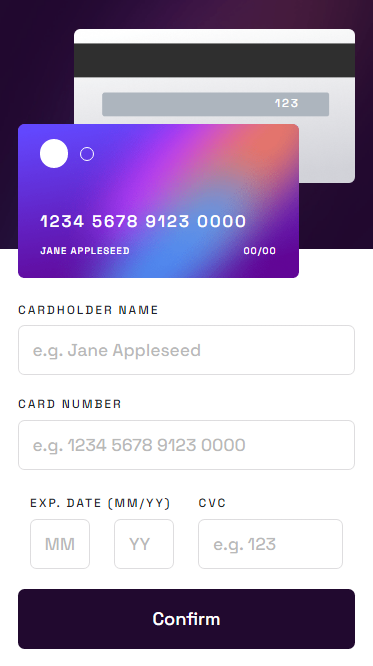 123
1234 5678 9123 0000
JANE APPLESEED 00/00
CARDHOLDER NAME
e.g. Jane Appleseed
CARD NUMBER
e.g. 1234 5678 9123 0000
EXP. DATE (MM/YY) CVC
MM YY e.g. 123
Confirm